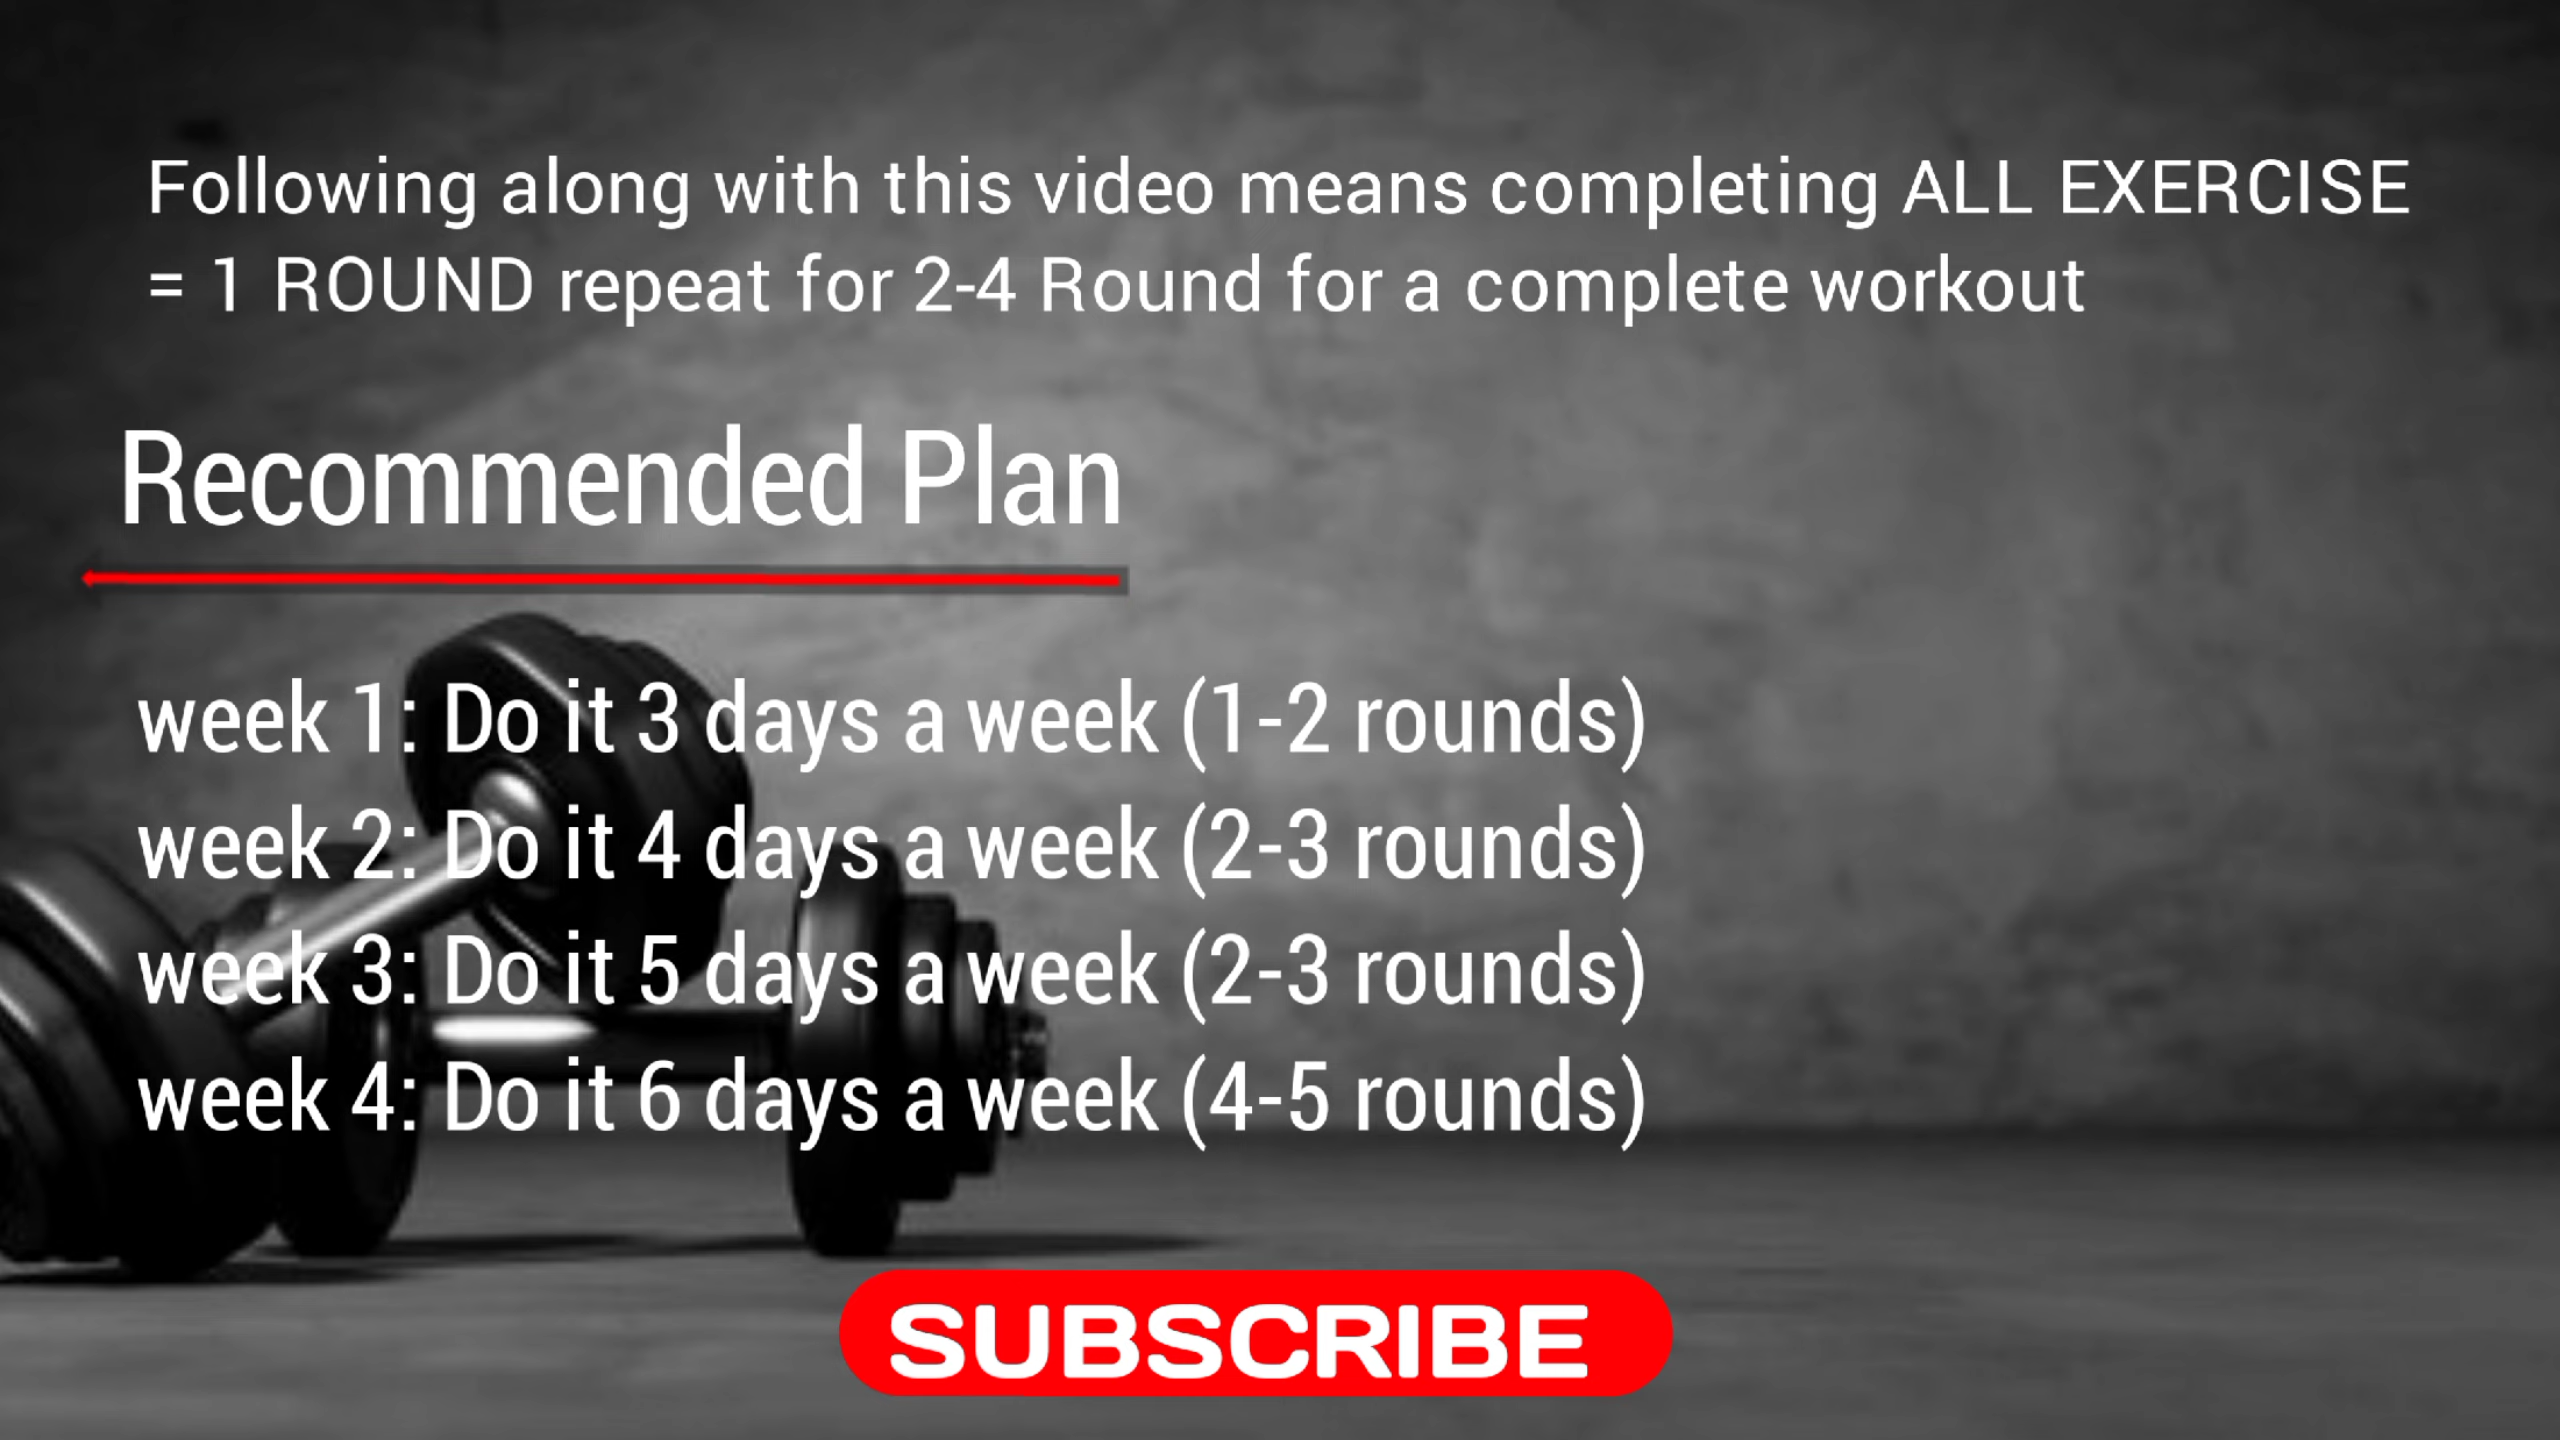 Following along with this video means completing ALL EXERCISE
= 1 ROUND repeat for 2-4 Round for a complete workout
Recommended Plan
week 1: Do it 3 days a week (1-2 rounds)
week 2: Do it 4 days a week (2-3 rounds)
week 3: Do it 5 days a week (2-3 rounds)
week 4: Do it 6 days a week (4-5 rounds)
SUBSCRIBE